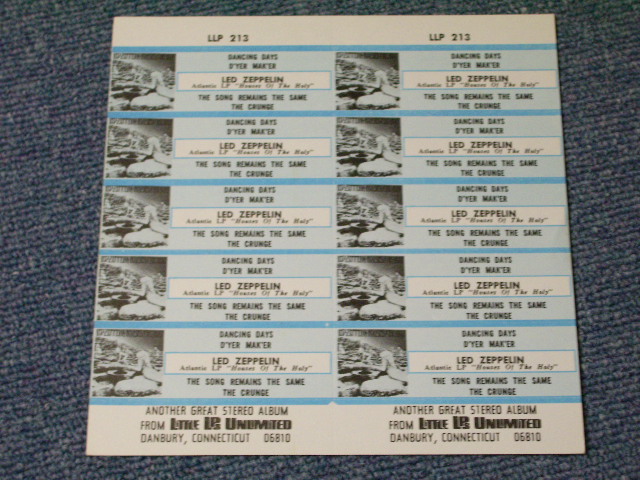 LLP 213 LLP 213
DANCING DAYS DANCING DAYS
D'YER MAK'ER D'YER MAK'ER
LED ZEPPELIN LED ZEPPELIN
Atlantic LP "Houses Of The Holy" Atlantic LP "Houses Of The Holy"
THE SONG REMAINS THE SAME THE SONG REMAINS THE SAME
THE CRUNGE THE CRUNGE
DANCING DAYS DANCING DAYS
D'YER MAK'ER D'YER MAK'ER
LED ZEPPELIN LED ZEPPELIN
Atlantic LP "Houses Of The Holy" Atlantic LP "Houses Of The Holy"
THE SONG REMAINS THE SAME THE SONG REMAINS THE SAME
THE CRUNGE THE CRUNGE
DANCING DAYS DANCING DAYS
D'YER MAK'ER D'YER MAK'ER
LED ZEPPELIN LED ZEPPELIN
Atlantic LP "Houses Of The Holy" Atlantic LP "Houses Of The Holy"
THE SONG REMAINS THE SAME THE SONG REMAINS THE SAME
THE CRUNGE THE CRUNGE
DANCING DAYS DANCING DAYS
D'YER MAK'ER D'YER MAK'ER
LED ZEPPELIN LED ZEPPELIN
Atlantic LP "Houses Of The Holy" Atlantic LP "Houses Of The Holy"
THE SONG REMAINS THE SAME THE SONG REMAINS THE SAME
THE CRUNGE THE CRUNGE
DANCING DAYS DANCING DAYS
D'YER MAK'ER D'YER MAK'ER
LED ZEPPELIN LED ZEPPELIN
Atlantic LP "Houses Of The Holy" Atlantic LP "Houses Of The Holy"
THE SONG REMAINS THE SAME THE SONG REMAINS THE SAME
THE CRUNGE THE CRUNGE
ANOTHER GREAT STEREO ALBUM ANOTHER GREAT STEREO ALBUM
FROM LITTLE LP'S UNLIMITED FROM LITTLE LP'S UNLIMITED
DANBURY, CONNECTICUT 06810 DANBURY, CONNECTICUT 06810